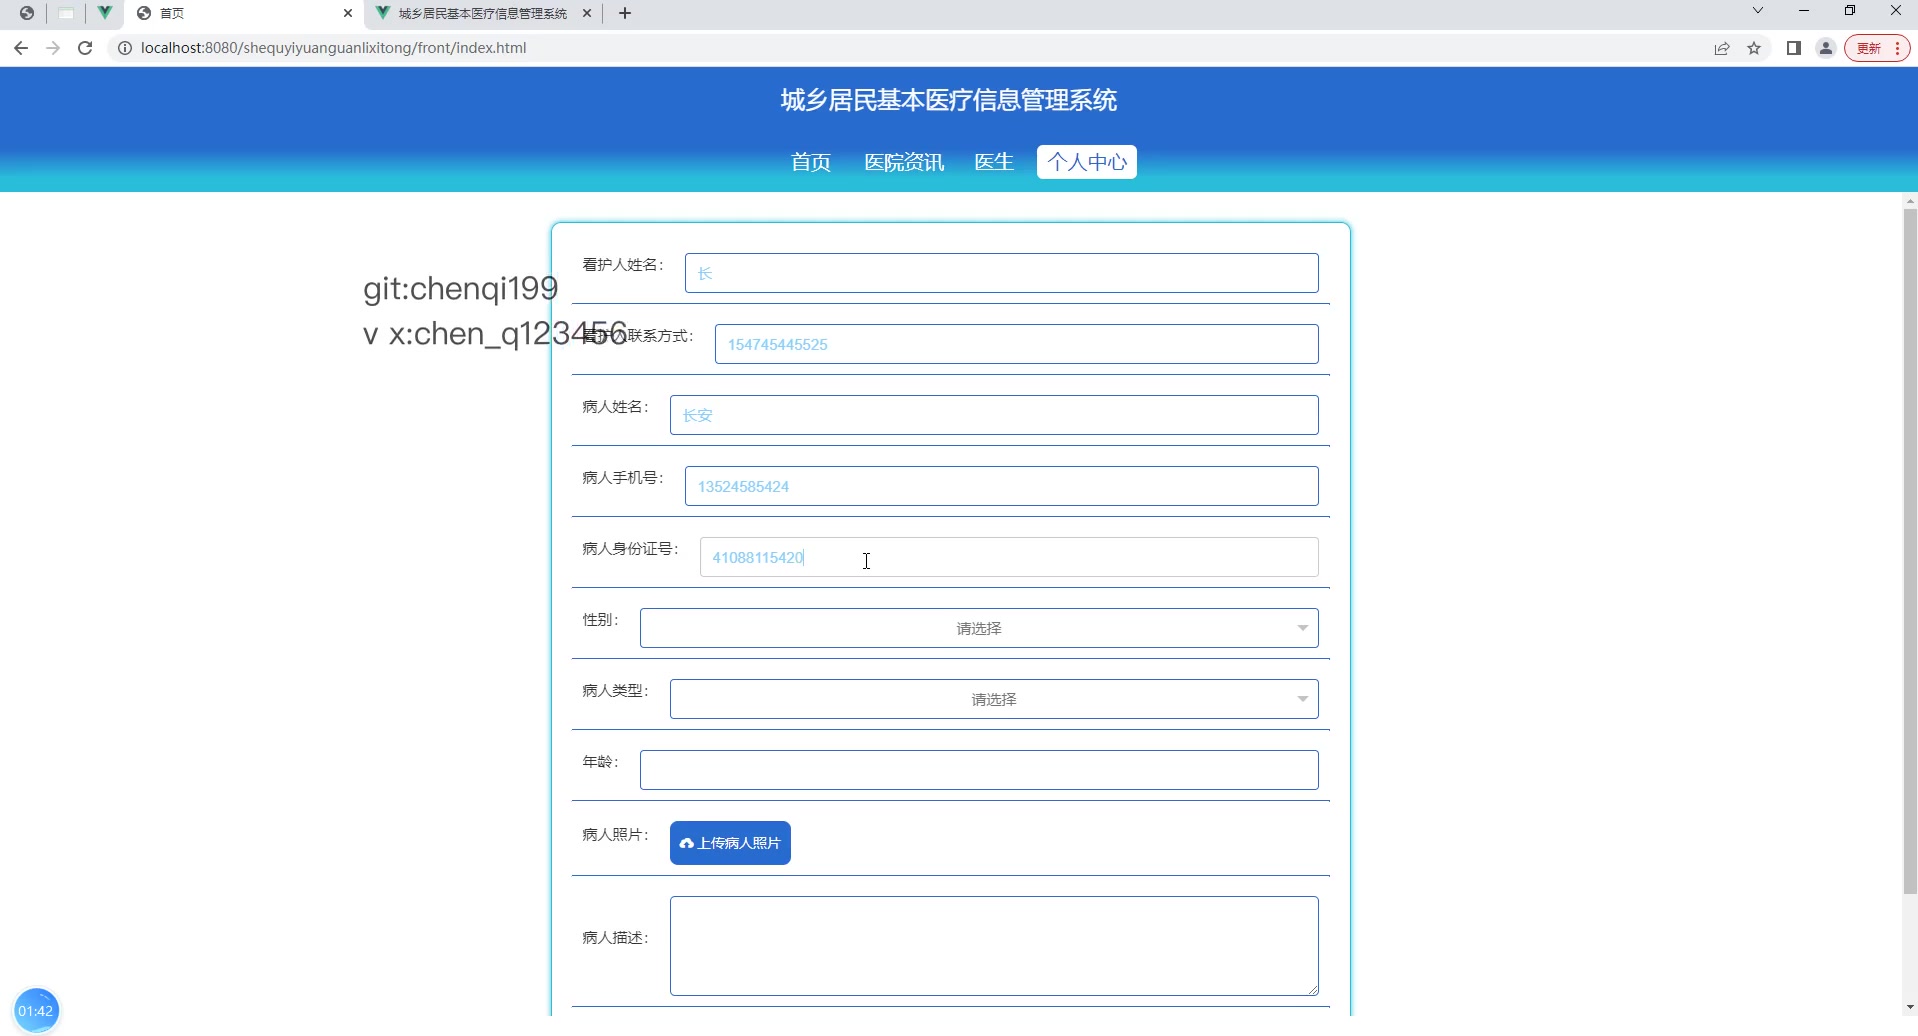 首页
城乡居民基本医疗信息管理系统
localhost:8080/shequyiyuanguanlixitong/front/index.html
更新
城乡居民基本医疗信息管理系统
首页 医院资讯 医生 个人中心
看护人姓名： 长
git:chenqi199
v x:chen_q123456
看护人联系方式： 154745445525
病人姓名： 长安
病人手机号： 13524585424
病人身份证号： 41088115420
性别： 请选择
病人类型： 请选择
年龄：
病人照片： 上传病人照片
病人描述：
01:42